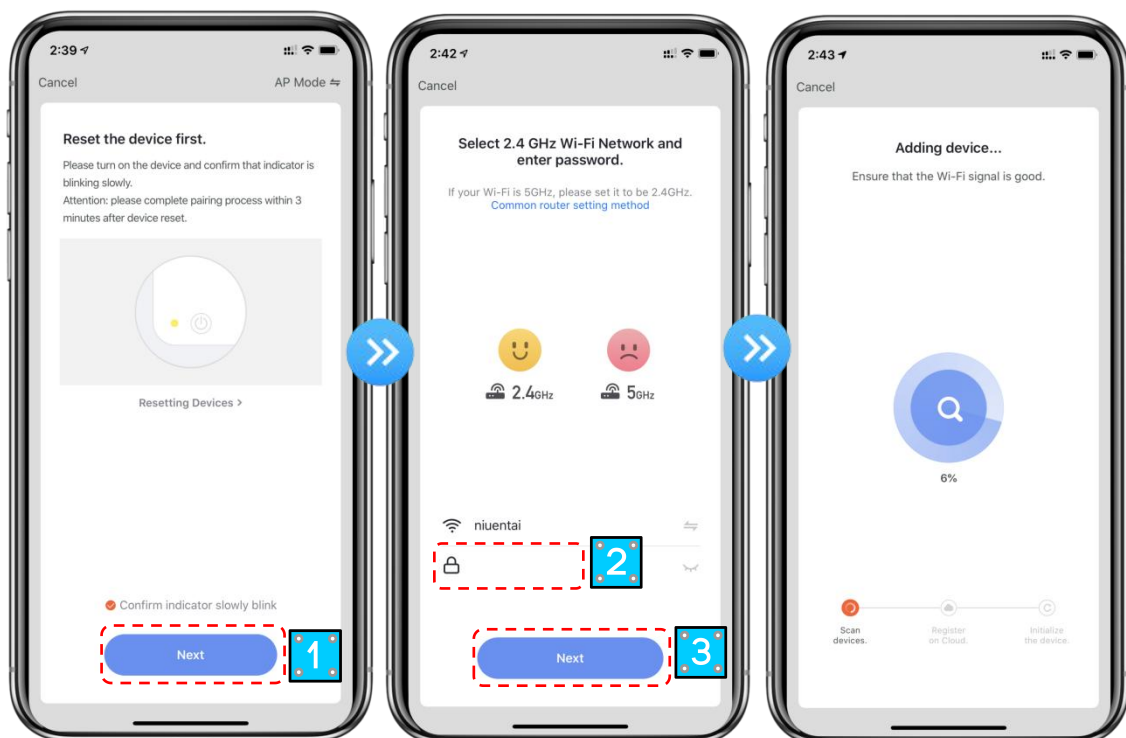 2:39
Cancel
AP Mode
Reset the device first.
Please turn on the device and confirm that indicator is
blinking slowly.
Attention: please complete pairing process within 3
minutes after device reset.
Resetting Devices >
Confirm indicator slowly blink
Next
1
2:42
Cancel
Select 2.4 GHz Wi-Fi Network and
enter password.
If your Wi-Fi is 5GHz, please set it to be 2.4GHz.
Common router setting method
2.4GHz
5GHz
niuentai
2
Next
3
2:43
Cancel
Adding device...
Ensure that the Wi-Fi signal is good.
6%
Scan
devices.
Register
on Cloud.
Initialize
the device.